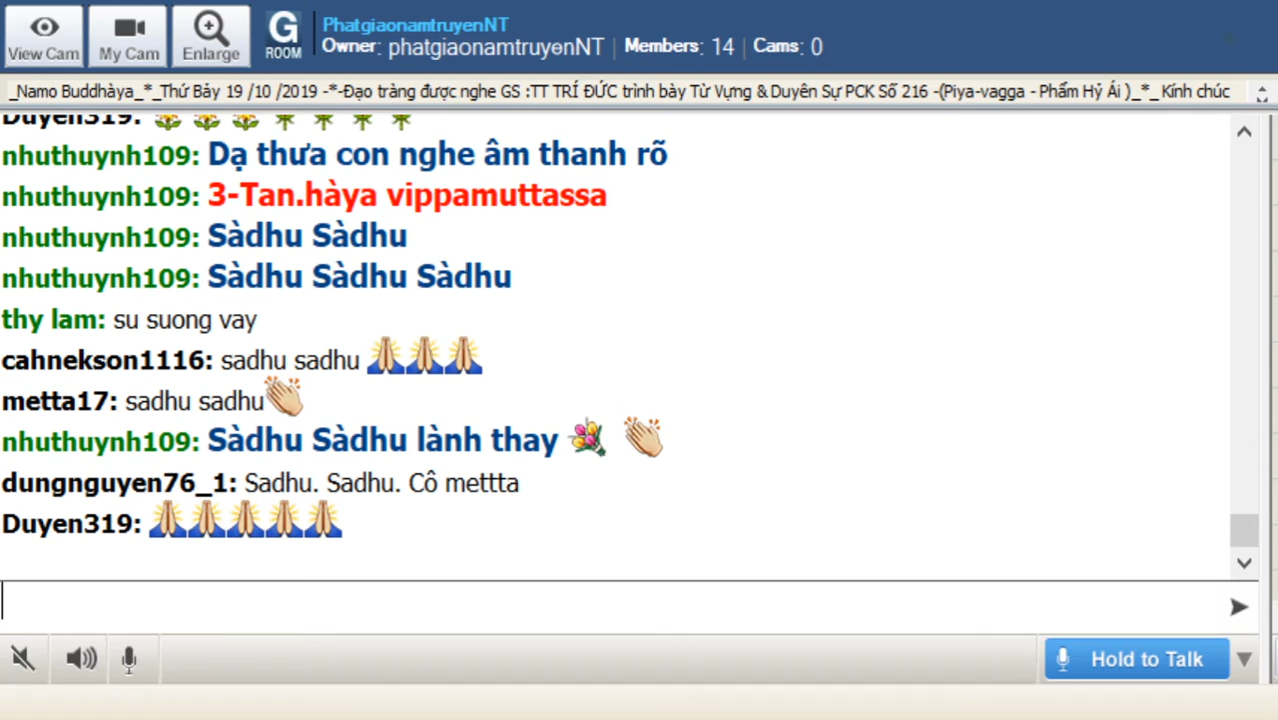 View Cam
My Cam
Enlarge
G
ROOM
PhatgiaonamtruyenNT
Owner: phatgiaonamtruyenNT | Members: 14 | Cams: 0
_Namo Buddhàya_*_Thứ Bảy 19 /10 /2019 -*-Đạo tràng được nghe GS :TT TRÍ ĐỨC trình bày Từ Vựng & Duyên Sự PCK Số 216 -(Piya-vagga - Phẩm Hỷ Ái )_*_ Kính chúc
Duyen319:
nhuthuynh109: Dạ thưa con nghe âm thanh rõ
nhuthuynh109: 3-Tan.hàya vippamuttassa
nhuthuynh109: Sàdhu Sàdhu
nhuthuynh109: Sàdhu Sàdhu Sàdhu
thy lam: su suong vay
cahnekson1116: sadhu sadhu
metta17: sadhu sadhu
nhuthuynh109: Sàdhu Sàdhu lành thay
dungnguyen76_1: Sadhu. Sadhu. Cô mettta
Duyen319:
Hold to Talk